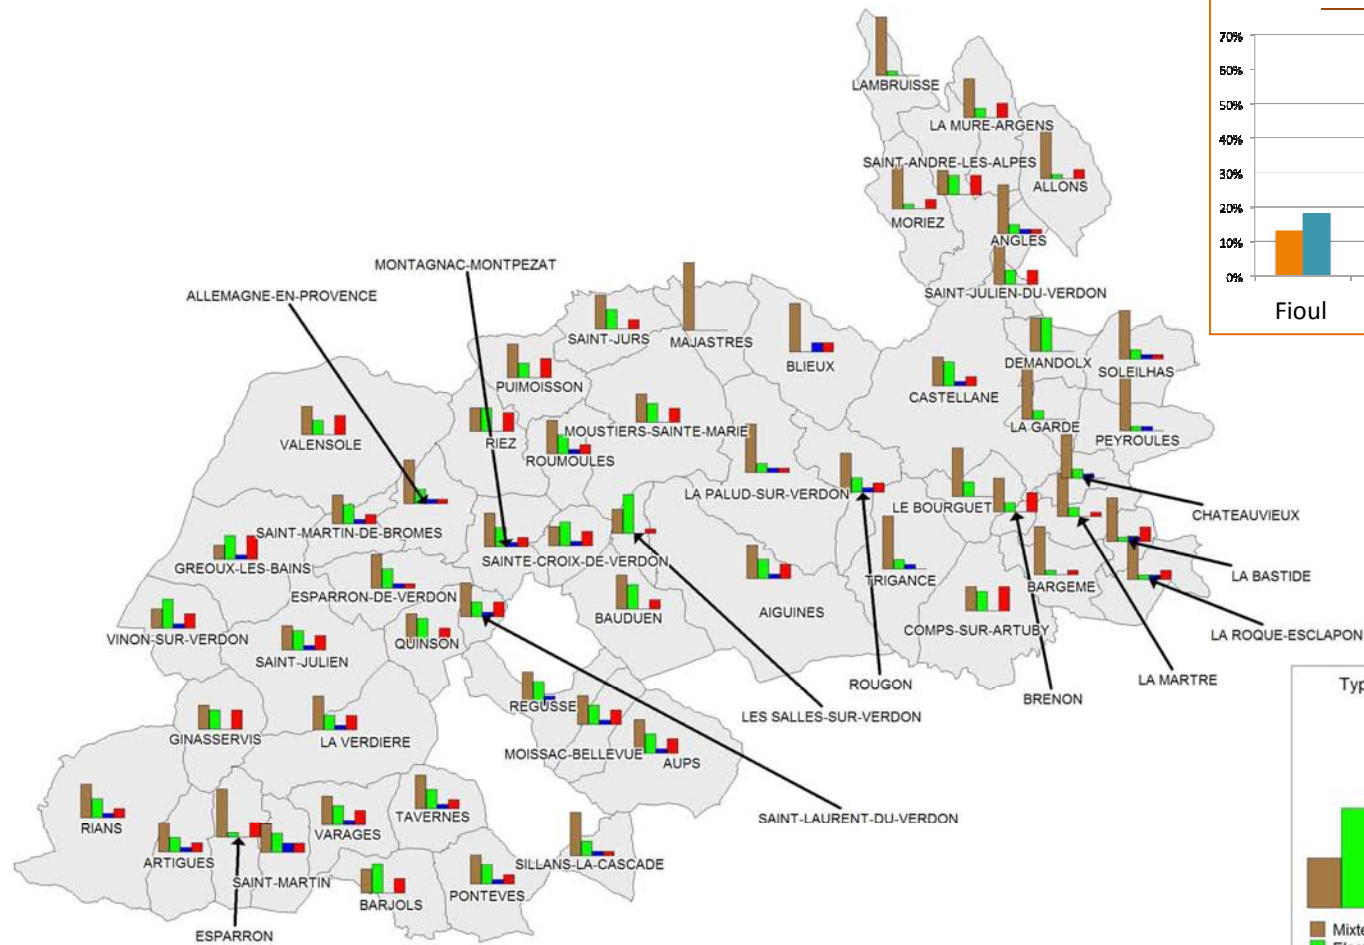 70%
LAMBRUISSE
60%
LA MURE-ARGENS
50%
40%
SAINT-ANDRE-LES-ALPES
ALLONS
30%
MORIEZ
20%
ANGLES
10%
MONTAGNAC-MONTPEZAT
0%
ALLEMAGNE-EN-PROVENCE
SAINT-JULIEN-DU-VERDON
Fioul
SAINT-JURS
MAJASTRES
BLIEUX
DEMANDOLX
SOLEILHAS
PUIMOISSON
CASTELLANE
LA GARDE
VALENSOLE
RIEZ
MOUSTIERS-SAINTE-MARIE
PEYROULES
ROUMOULES
LA PALUD-SUR-VERDON
LE BOURGUET
CHATEAUVIEUX
SAINT-MARTIN-DE-BROMES
GREOUX-LES-BAINS
SAINTE-CROIX-DE-VERDON
TRIGANCE
BARGEME
LA BASTIDE
ESPARRON-DE-VERDON
AIGUINES
BAUDUEN
COMPS-SUR-ARTUBY
VINON-SUR-VERDON
QUINSON
LA ROQUE-ESCLAPON
SAINT-JULIEN
LA MARTRE
ROUGON
BRENON
Typ
REGUSSE
LES SALLES-SUR-VERDON
GINASSERVIS
LA VERDIERE
MOISSAC-BELLEVUE
AUPS
TAVERNES
SAINT-LAURENT-DU-VERDON
RIANS
VARAGES
ARTIGUES
SILLANS-LA-CASCADE
SAINT-MARTIN
PONTEVES
BARJOLS
Mixte
ESPARRON